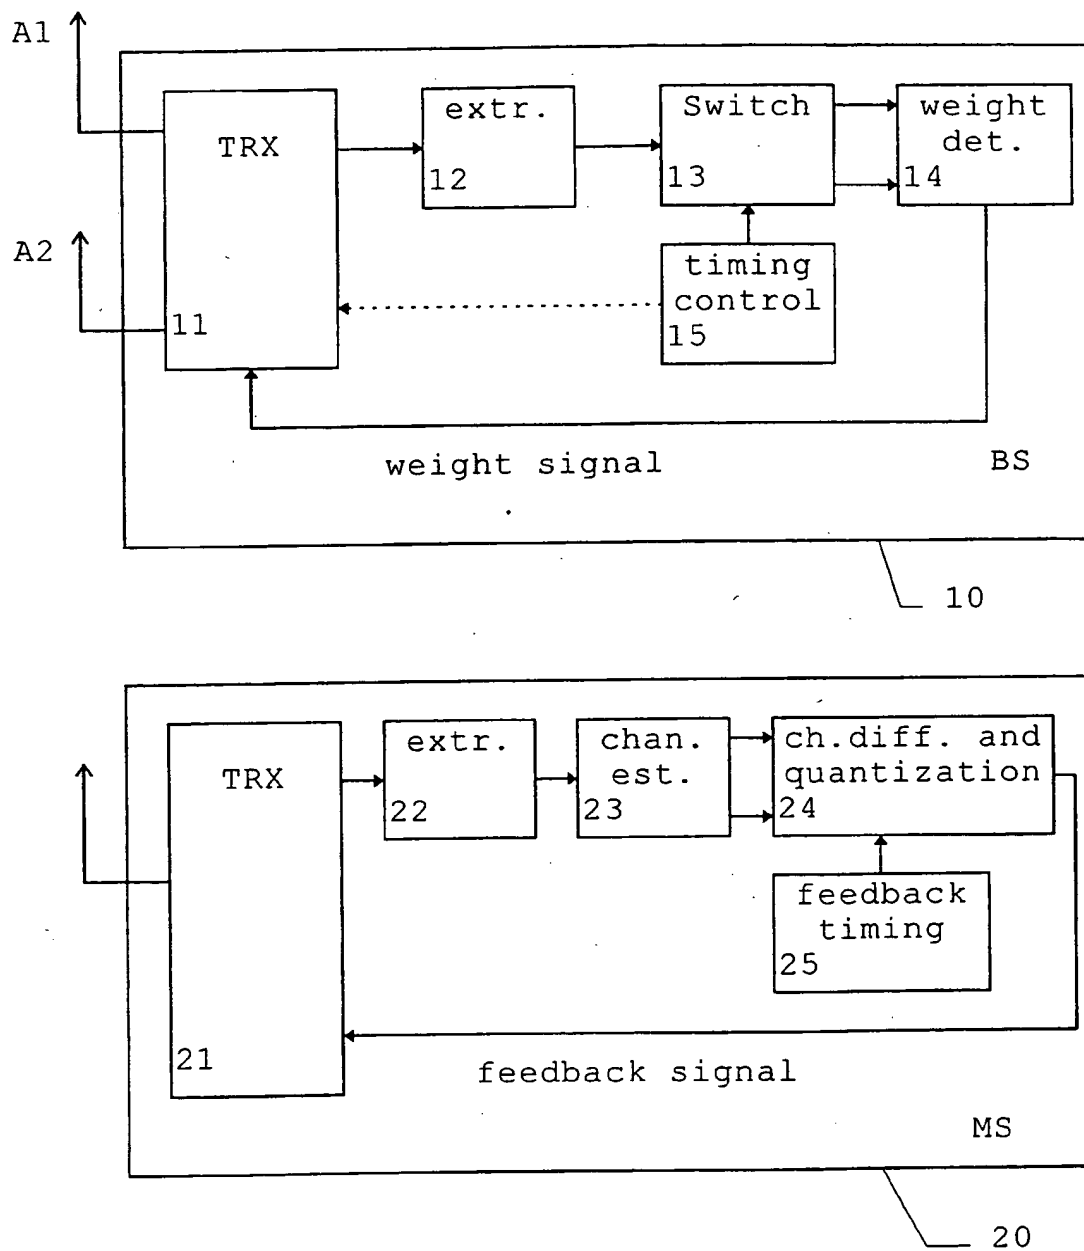 A1
TRX
extr.
12
Switch
13
weight
det.
14
A2
11
timing
control
15
weight signal
BS
10
TRX
extr.
22
chan.
est.
23
ch.diff. and
quantization
24
feedback
timing
25
21
feedback signal
MS
20